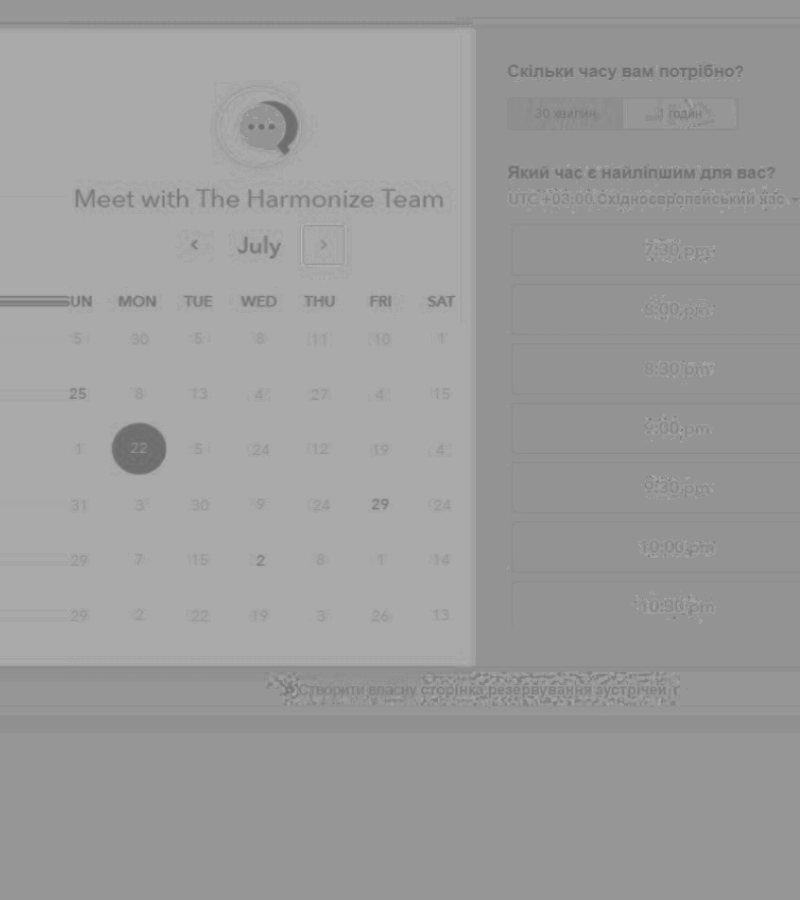 Скільки часу вам потрібно?
30 хвилин. 1 годин
Який час є найліпшим для вас?
UTC +03:00 Східноєвропейський час
Meet with The Harmonize Team
July
SUN MON TUE WED THU FRI SAT
5 30 5 8 11 10 1
25 8 13 4 27 4 15
1 22 5 24 12 19 4
31 3 30 9 24 29 24
29 7 15 2 8 1 14
29 2 22 19 3 26 13
7:30 pm
8:00 pm
8:30 pm
9:00 pm
9:30 pm
10:00 pm
10:30 pm
Створити власну сторінка резервування зустрічей